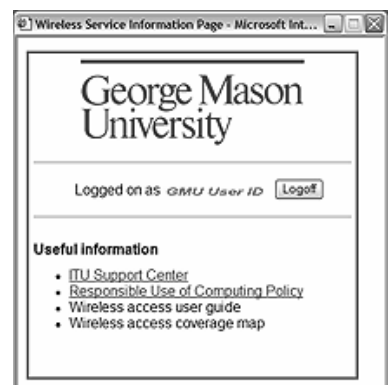 Wireless Service Information Page - Microsoft Int...
George Mason
University
Logged on as GMU User ID Logoff
Useful information
• ITU Support Center
• Responsible Use of Computing Policy
• Wireless access user guide
• Wireless access coverage map